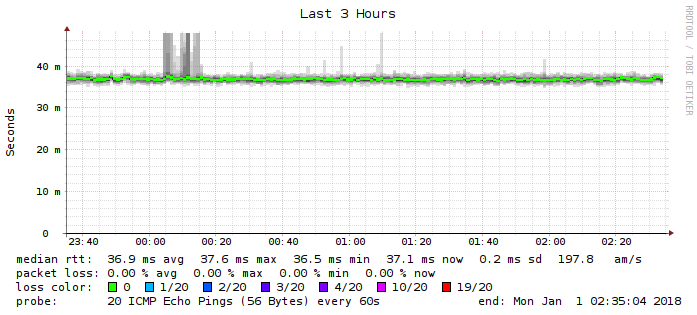 Last 3 Hours
RRDTOOL / TOBI OETIKER
Seconds
40 m
30 m
20 m
10 m
0
23:40 00:00 00:20 00:40 01:00 01:20 01:40 02:00 02:20
median rtt: 36.9 ms avg 37.6 ms max 36.5 ms min 37.1 ms now 0.2 ms sd 197.8 am/s
packet loss: 0.00 % avg 0.00 % max 0.00 % min 0.00 % now
loss color: 0 1/20 2/20 3/20 4/20 10/20 19/20
probe: 20 ICMP Echo Pings (56 Bytes) every 60s end: Mon Jan 1 02:35:04 2018